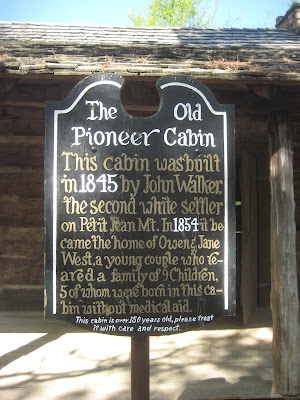 The Old
Pioneer Cabin
This cabin was built
in 1845 by John Walker,
the second white settler
on Petit Jean Mt. In 1854 it be
came the home of Owen & Jane
West, a young couple who re-
ared a family of 9 Children,
5 of whom were born in this ca-
bin without medical aid.
This cabin is over 150 years old, please treat
it with care and respect.